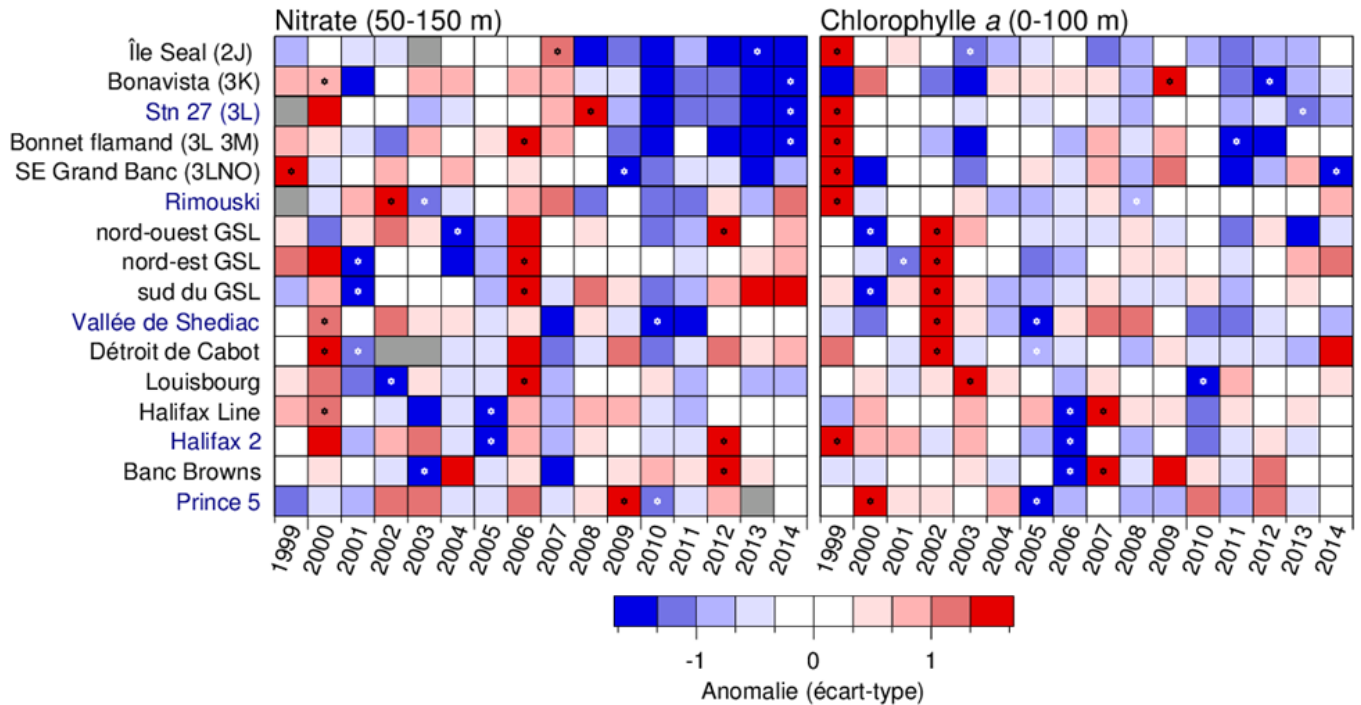 Nitrate (50-150 m)
Chlorophylle a (0-100 m)
Île Seal (2J)
Bonavista (3K)
Stn 27 (3L)
Bonnet flamand (3L 3M)
SE Grand Banc (3LNO)
Rimouski
nord-ouest GSL
nord-est GSL
sud du GSL
Vallée de Shediac
Détroit de Cabot
Louisbourg
Halifax Line
Halifax 2
Banc Browns
Prince 5
1999 2000 2001 2002 2003 2004 2005 2006 2007 2008 2009 2010 2011 2012 2013 2014
1999 2000 2001 2002 2003 2004 2005 2006 2007 2008 2009 2010 2011 2012 2013 2014
-1 0 1
Anomalie (écart-type)